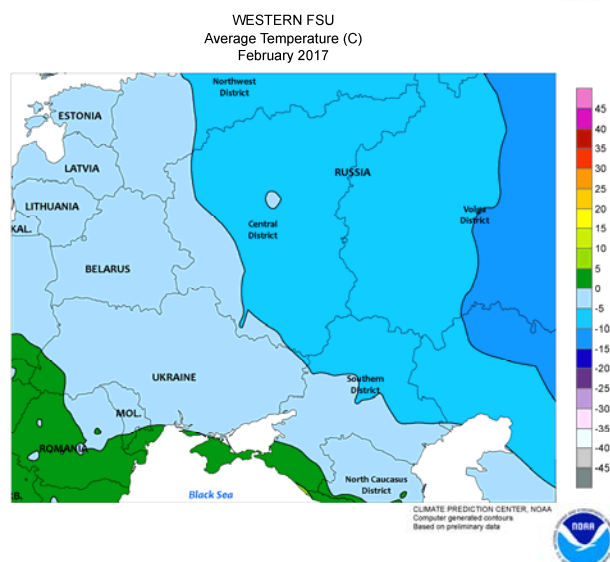 WESTERN FSU
Average Temperature (C)
February 2017
Northwest
District
ESTONIA
LATVIA
RUSSIA
LITHUANIA
Volga
District
KAL.
Central
District
BELARUS
UKRAINE
Southern
District
MOL.
ROMANIA
North Caucasus
District
B.
Black Sea
45
40
35
30
25
20
15
10
5
0
-5
-10
-15
-20
-25
-30
-35
-40
-45
CLIMATE PREDICTION CENTER, NOAA
Computer generated contours
Based on preliminary data
NOAA